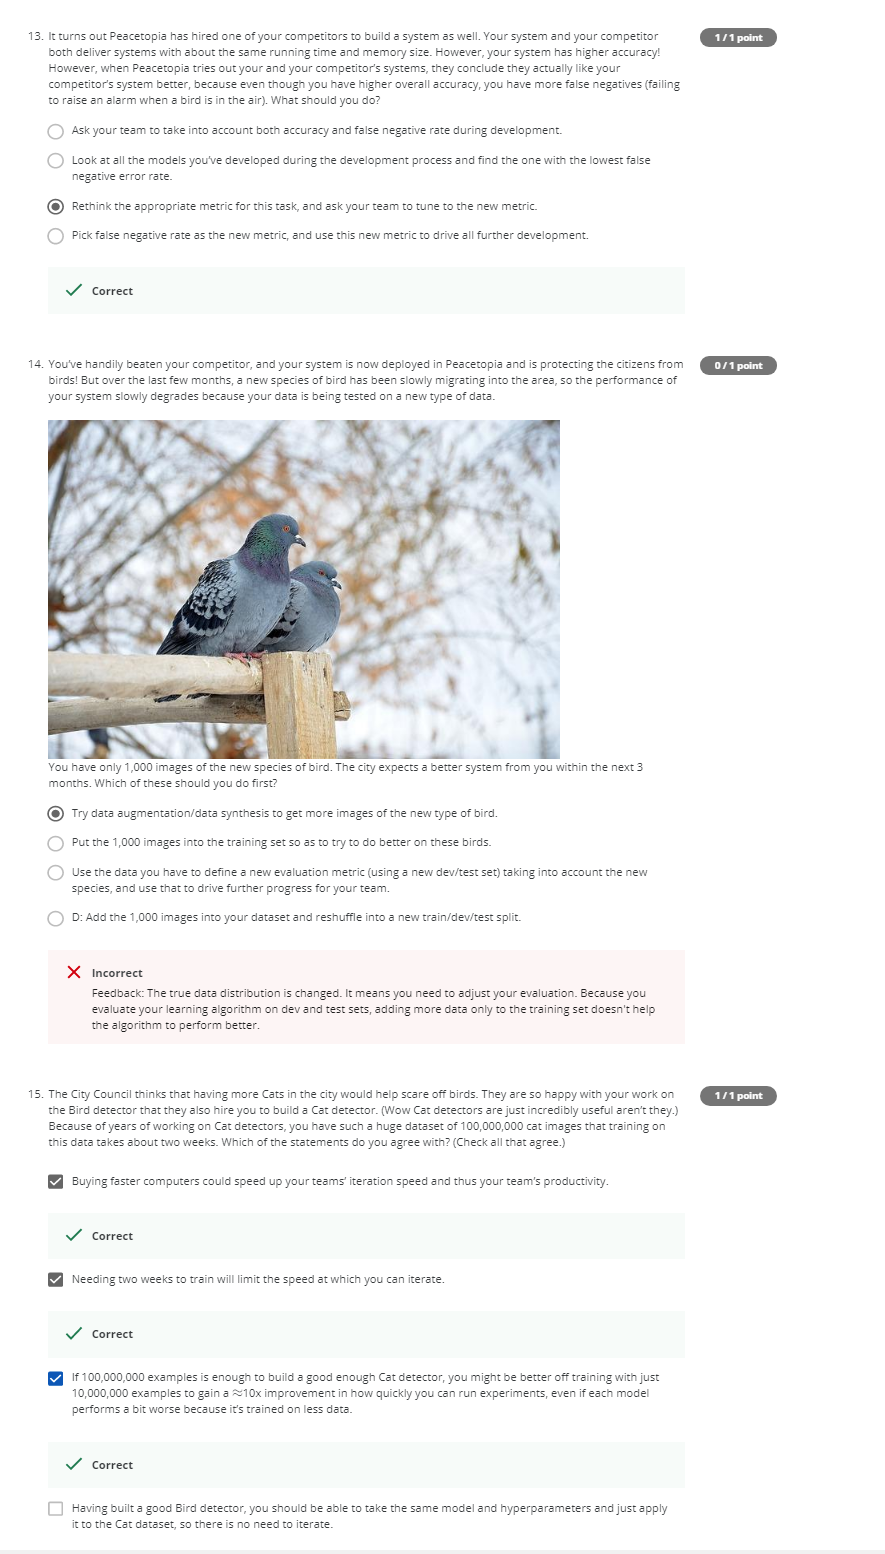 13. It turns out Peacetopia has hired one of your competitors to build a system as well. Your system and your competitor
both deliver systems with about the same running time and memory size. However, your system has higher accuracy!
However, when Peacetopia tries out your and your competitor's systems, they conclude they actually like your
competitor's system better, because even though you have higher overall accuracy, you have more false negatives (failing
to raise an alarm when a bird is in the air). What should you do?
1 / 1 point
Ask your team to take into account both accuracy and false negative rate during development.
Look at all the models you've developed during the development process and find the one with the lowest false
negative error rate.
Rethink the appropriate metric for this task, and ask your team to tune to the new metric.
Pick false negative rate as the new metric, and use this new metric to drive all further development.
Correct
14. You've handily beaten your competitor, and your system is now deployed in Peacetopia and is protecting the citizens from
birds! But over the last few months, a new species of bird has been slowly migrating into the area, so the performance of
your system slowly degrades because your data is being tested on a new type of data.
0 / 1 point
You have only 1,000 images of the new species of bird. The city expects a better system from you within the next 3
months. Which of these should you do first?
Try data augmentation/data synthesis to get more images of the new type of bird.
Put the 1,000 images into the training set so as to try to do better on these birds.
Use the data you have to define a new evaluation metric (using a new dev/test set) taking into account the new
species, and use that to drive further progress for your team.
D: Add the 1,000 images into your dataset and reshuffle into a new train/dev/test split.
Incorrect
Feedback: The true data distribution is changed. It means you need to adjust your evaluation. Because you
evaluate your learning algorithm on dev and test sets, adding more data only to the training set doesn't help
the algorithm to perform better.
15. The City Council thinks that having more Cats in the city would help scare off birds. They are so happy with your work on
the Bird detector that they also hire you to build a Cat detector. (Wow Cat detectors are just incredibly useful aren't they.)
Because of years of working on Cat detectors, you have such a huge dataset of 100,000,000 cat images that training on
this data takes about two weeks. Which of the statements do you agree with? (Check all that agree.)
1 / 1 point
Buying faster computers could speed up your teams' iteration speed and thus your team's productivity.
Correct
Needing two weeks to train will limit the speed at which you can iterate.
Correct
If 100,000,000 examples is enough to build a good enough Cat detector, you might be better off training with just
10,000,000 examples to gain a ≈10x improvement in how quickly you can run experiments, even if each model
performs a bit worse because it's trained on less data.
Correct
Having built a good Bird detector, you should be able to take the same model and hyperparameters and just apply
it to the Cat dataset, so there is no need to iterate.